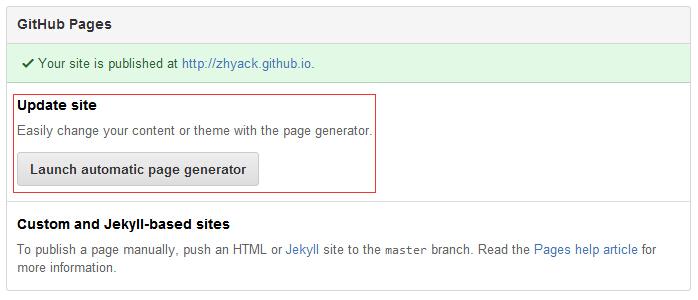 GitHub Pages
Your site is published at http://zhyack.github.io.
Update site
Easily change your content or theme with the page generator.
Launch automatic page generator
Custom and Jekyll-based sites
To publish a page manually, push an HTML or Jekyll site to the master branch. Read the Pages help article for
more information.